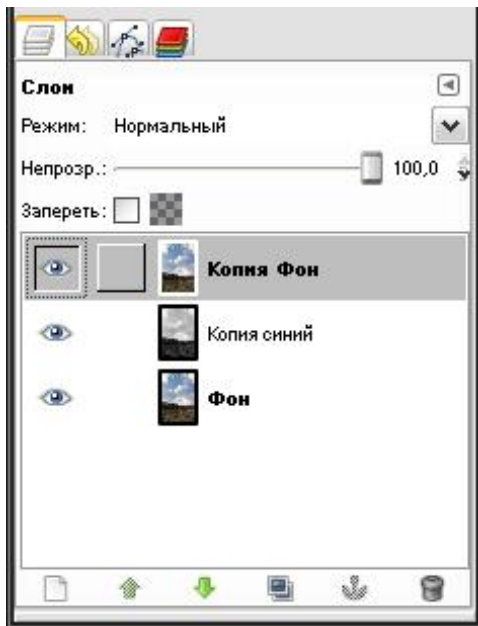 Слои
Режим: Нормальный
Непрозр.: 100,0
Запереть:
Копия Фон
Копия синий
Фон